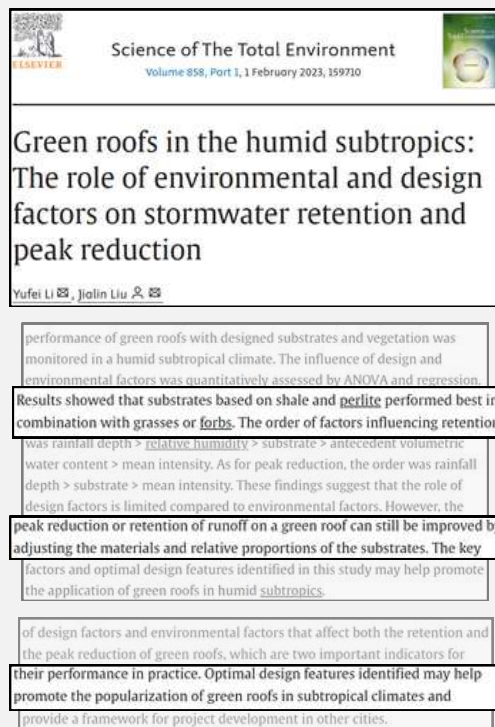 ELSEVIER
Science of The Total Environment
Volume 858, Part 1, 1 February 2023, 159710
Green roofs in the humid subtropics:
The role of environmental and design
factors on stormwater retention and
peak reduction
Yufei Li, Jialin Liu
performance of green roofs with designed substrates and vegetation was
monitored in a humid subtropical climate. The influence of design and
environmental factors was quantitatively assessed by ANOVA and regression.
Results showed that substrates based on shale and perlite performed best in
combination with grasses or forbs. The order of factors influencing retention
was rainfall depth > relative humidity > substrate > antecedent volumetric
water content > mean intensity. As for peak reduction, the order was rainfall
depth > substrate > mean intensity. These findings suggest that the role of
design factors is limited compared to environmental factors. However, the
peak reduction or retention of runoff on a green roof can still be improved by
adjusting the materials and relative proportions of the substrates. The key
factors and optimal design features identified in this study may help promote
the application of green roofs in humid subtropics.
of design factors and environmental factors that affect both the retention and
the peak reduction of green roofs, which are two important indicators for
their performance in practice. Optimal design features identified may help
promote the popularization of green roofs in subtropical climates and
provide a framework for project development in other cities.